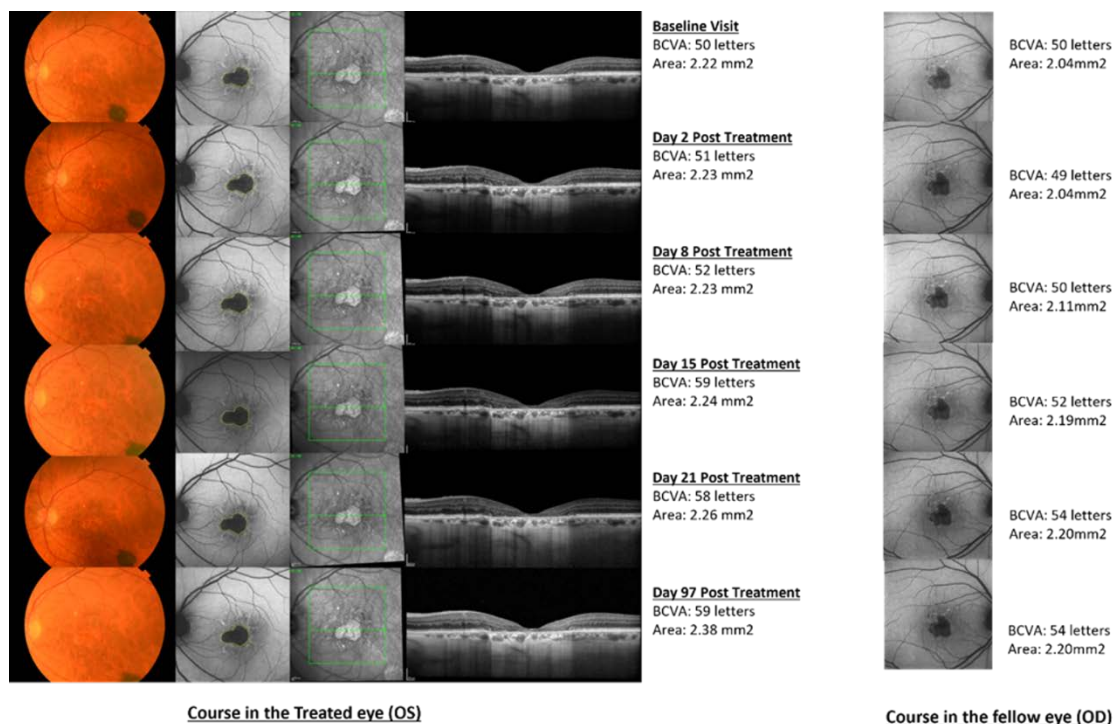 Baseline Visit
BCVA: 50 letters
Area: 2.22 mm2
Day 2 Post Treatment
BCVA: 51 letters
Area: 2.23 mm2
Day 8 Post Treatment
BCVA: 52 letters
Area: 2.23 mm2
Day 15 Post Treatment
BCVA: 59 letters
Area: 2.24 mm2
Day 21 Post Treatment
BCVA: 58 letters
Area: 2.26 mm2
Day 97 Post Treatment
BCVA: 59 letters
Area: 2.38 mm2
Course in the Treated eye (OS)
BCVA: 50 letters
Area: 2.04mm2
BCVA: 49 letters
Area: 2.04mm2
BCVA: 50 letters
Area: 2.11mm2
BCVA: 52 letters
Area: 2.19mm2
BCVA: 54 letters
Area: 2.20mm2
BCVA: 54 letters
Area: 2.20mm2
Course in the fellow eye (OD)